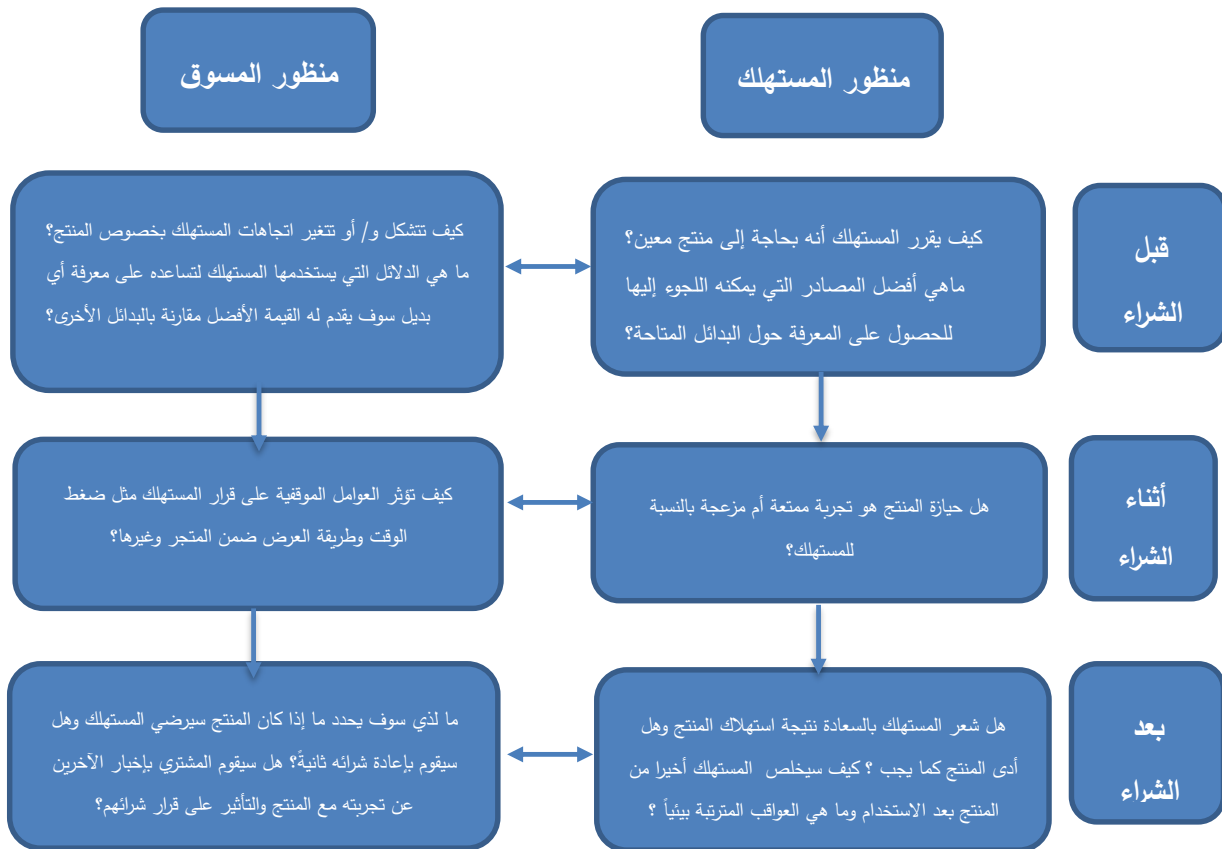 منظور المستهلك
منظور المسوق
قبل
الشراء
كيف يقرر المستهلك أنه بحاجة إلى منتج معين؟
ماهي أفضل المصادر التي يمكنه اللجوء إليها
للحصول على المعرفة حول البدائل المتاحة؟
كيف تتشكل و/ أو تتغير اتجاهات المستهلك بخصوص المنتج؟
ما هي الدلائل التي يستخدمها المستهلك لتساعده على معرفة أي
بديل سوف يقدم له القيمة الأفضل مقارنة بالبدائل الأخرى؟
أثناء
الشراء
هل حيازة المنتج هو تجربة ممتعة أم مزعجة بالنسبة
للمستهلك؟
كيف تؤثر العوامل الموقفية على قرار المستهلك مثل ضغط
الوقت وطريقة العرض ضمن المتجر وغيرها؟
بعد
الشراء
هل شعر المستهلك بالسعادة نتيجة استهلاك المنتج وهل
أدى المنتج كما يجب ؟ كيف سيخلص المستهلك أخيرا من
المنتج بعد الاستخدام وما هي العواقب المترتبة بيئياً ؟
ما لذي سوف يحدد ما إذا كان المنتج سيرضي المستهلك وهل
سيقوم بإعادة شرائه ثانيةً؟ هل سيقوم المشتري بإخبار الآخرين
عن تجربته مع المنتج والتأثير على قرار شرائهم؟